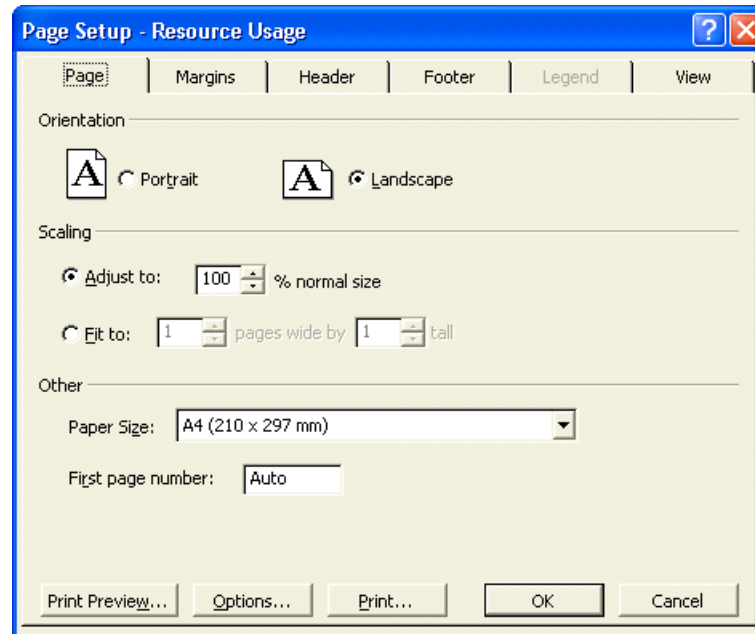 Page Setup - Resource Usage
Page Margins Header Footer Legend View
Orientation
A Portrait A Landscape
Scaling
Adjust to: 100 % normal size
Fit to: 1 pages wide by 1 tall
Other
Paper Size: A4 (210 x 297 mm)
First page number: Auto
Print Preview... Options... Print... OK Cancel